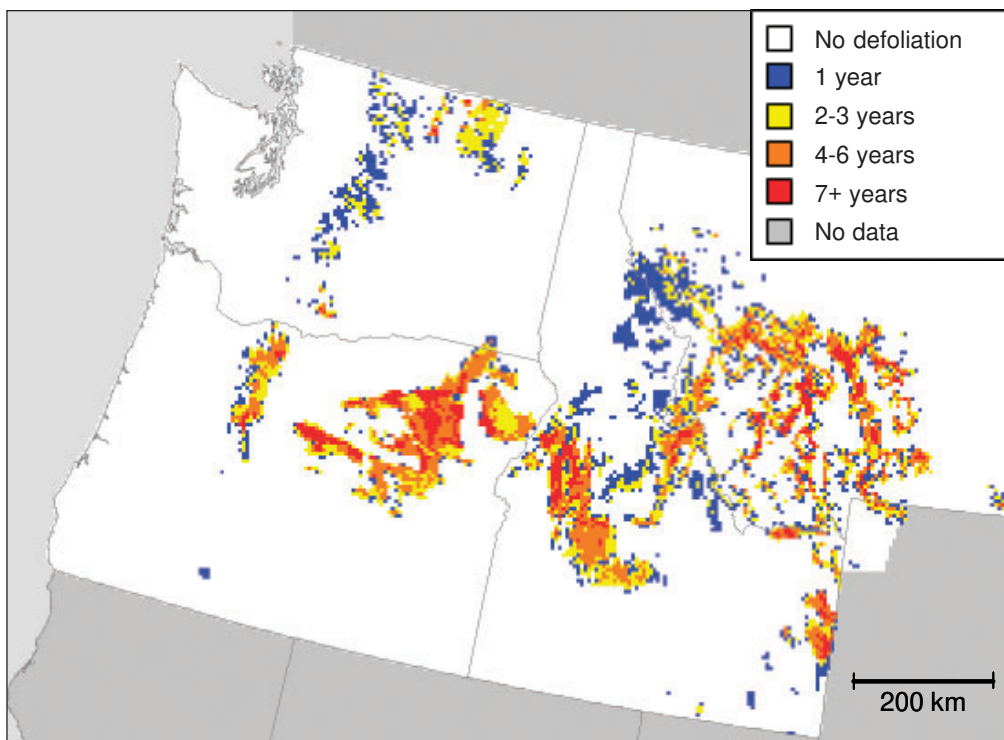 No defoliation
1 year
2-3 years
4-6 years
7+ years
No data
200 km